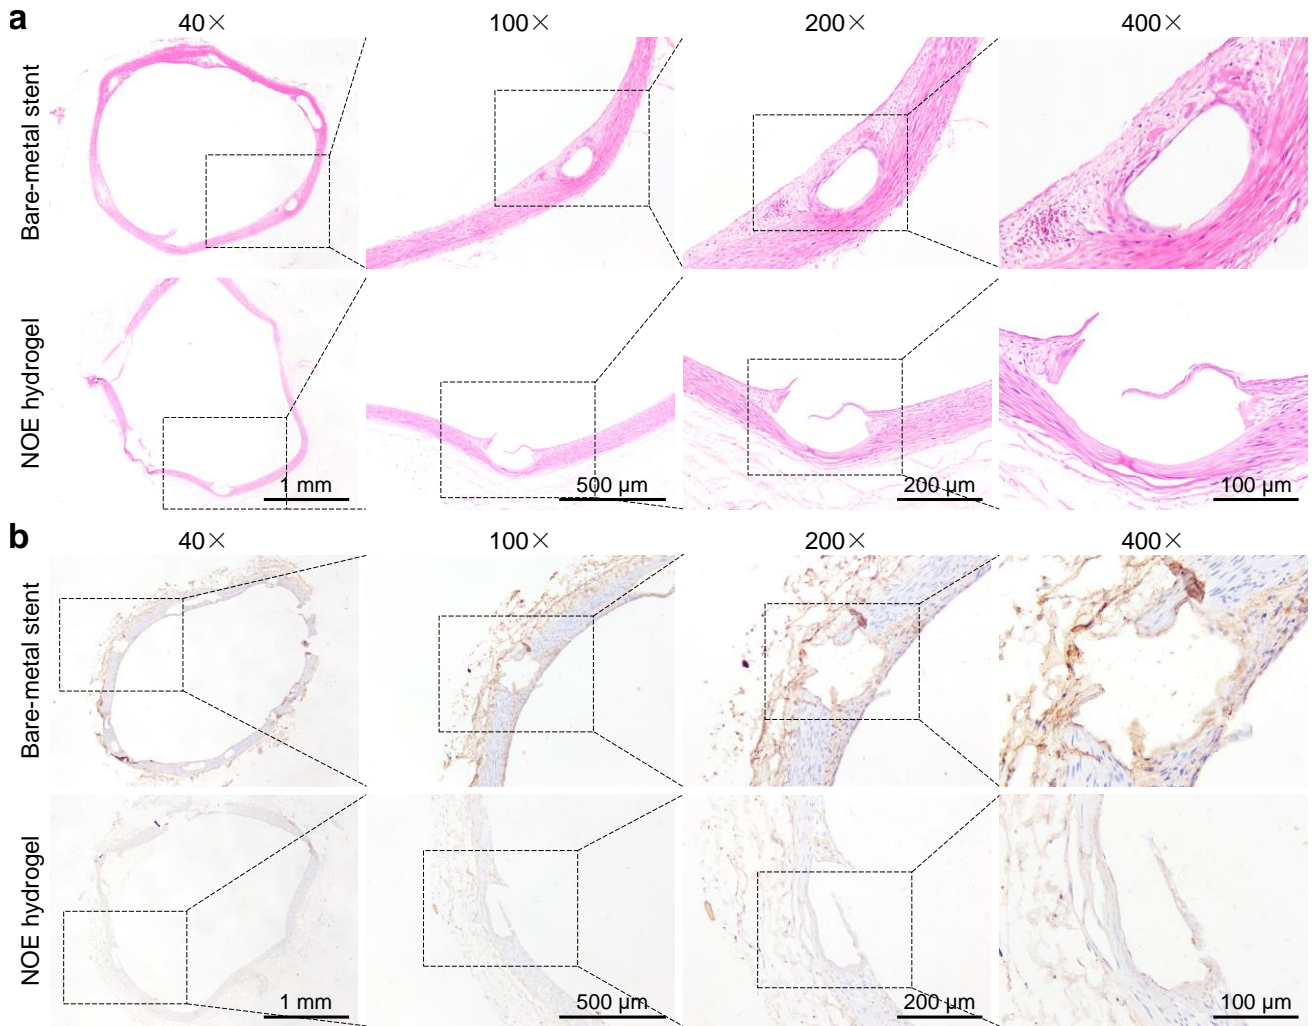 a
40× 100× 200× 400×
Bare-metal stent
NOE hydrogel
1 mm 500 µm 200 µm 100 µm
b
40× 100× 200× 400×
Bare-metal stent
NOE hydrogel
1 mm 500 µm 200 µm 100 µm